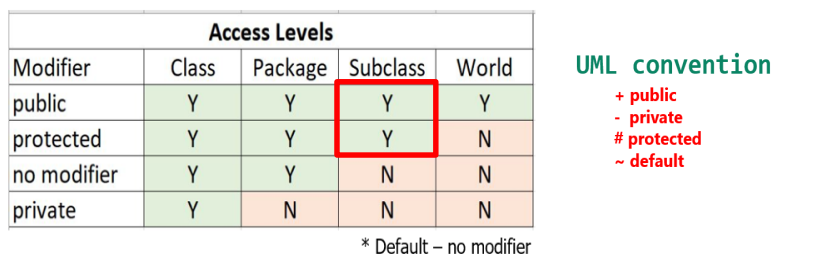 Access Levels
Modifier Class Package Subclass World
public Y Y Y Y
protected Y Y Y N
no modifier Y Y N N
private Y N N N
* Default – no modifier
UML convention
+ public
- private
# protected
~ default